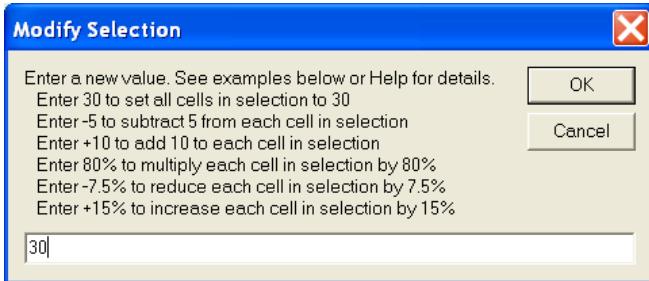 Modify Selection
Enter a new value. See examples below or Help for details.
Enter 30 to set all cells in selection to 30
Enter -5 to subtract 5 from each cell in selection
Enter +10 to add 10 to each cell in selection
Enter 80% to multiply each cell in selection by 80%
Enter -7.5% to reduce each cell in selection by 7.5%
Enter +15% to increase each cell in selection by 15%
OK
Cancel
30